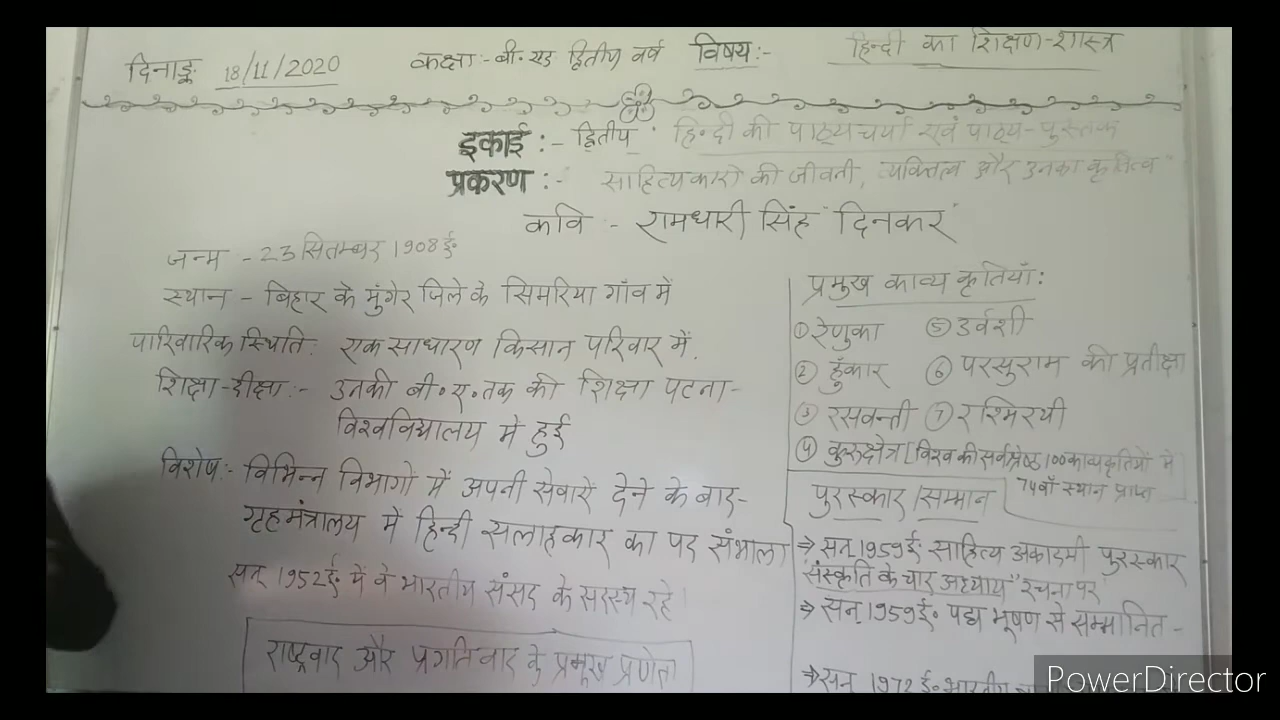 दिनाङ्क 18/11/2020 कक्षा:- बी॰ एड द्वितीय वर्ष विषय:- हिन्दी का शिक्षण-शास्त्र
इकाई:- द्वितीय: हिन्दी की पाठ्यचर्या एवं पाठ्य-पुस्तक
प्रकरण:- साहित्यकारों की जीवनी, व्यक्तित्व और उनका कृतित्व
कवि - रामधारी सिंह 'दिनकर'
जन्म - 23 सितम्बर 1908 ई॰
स्थान - बिहार के मुंगेर जिले के सिमरिया गाँव में
पारिवारिक स्थिति: एक साधारण किसान परिवार में.
शिक्षा-दीक्षा:- उनकी बी॰ ए॰ तक की शिक्षा पटना-
विश्वविद्यालय में हुई
विशेष:- विभिन्न विभागों में अपनी सेवाएें देने के बाद-
गृहमंत्रालय में हिन्दी सलाहकार का पद संभाला
सन् 1952 ई॰ में वे भारतीय संसद के सदस्य रहे
राष्ट्रवाद और प्रगतिवाद के प्रमुख प्रणेता
प्रमुख काव्य कृतियाँ:
① रेणुका ⑤ उर्वशी
② हुँकार ⑥ परसुराम की प्रतीक्षा
③ रसवन्ती ⑦ रश्मिरथी
④ कुरुक्षेत्र [विश्व की सर्वश्रेष्ठ 100 काव्यकृतियों में
74वाँ स्थान प्राप्त
पुरस्कार/सम्मान
⇒ सन् 1959 ई॰ साहित्य अकादमी पुरस्कार
"संस्कृति के चार अध्याय" रचना पर
⇒ सन् 1959 ई॰ पद्म भूषण से सम्मानित -
⇒ सन् 1972 ई॰ भारतीय
PowerDirector